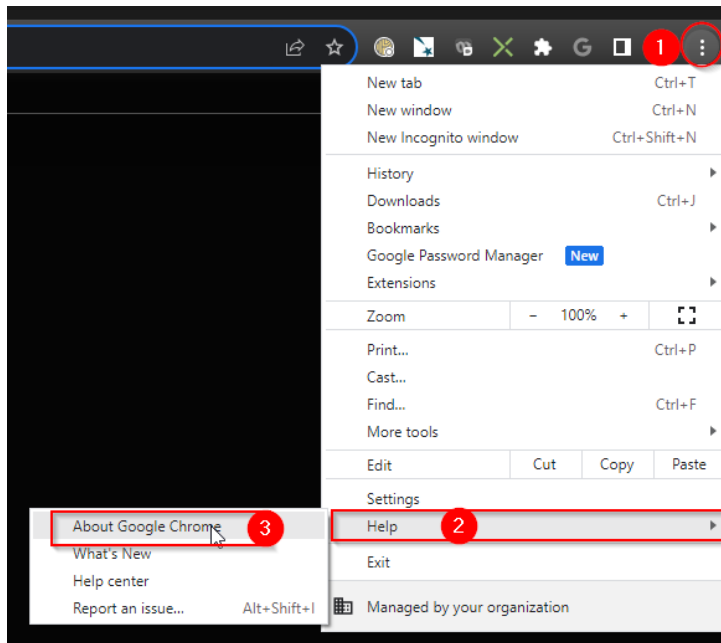 1
New tab Ctrl+T
New window Ctrl+N
New Incognito window Ctrl+Shift+N
History
Downloads Ctrl+J
Bookmarks
Google Password Manager New
Extensions
Zoom - 100% +
Print... Ctrl+P
Cast...
Find... Ctrl+F
More tools
Edit Cut Copy Paste
Settings
Help 2
Exit
Managed by your organization
About Google Chrome 3
What's New
Help center
Report an issue... Alt+Shift+I